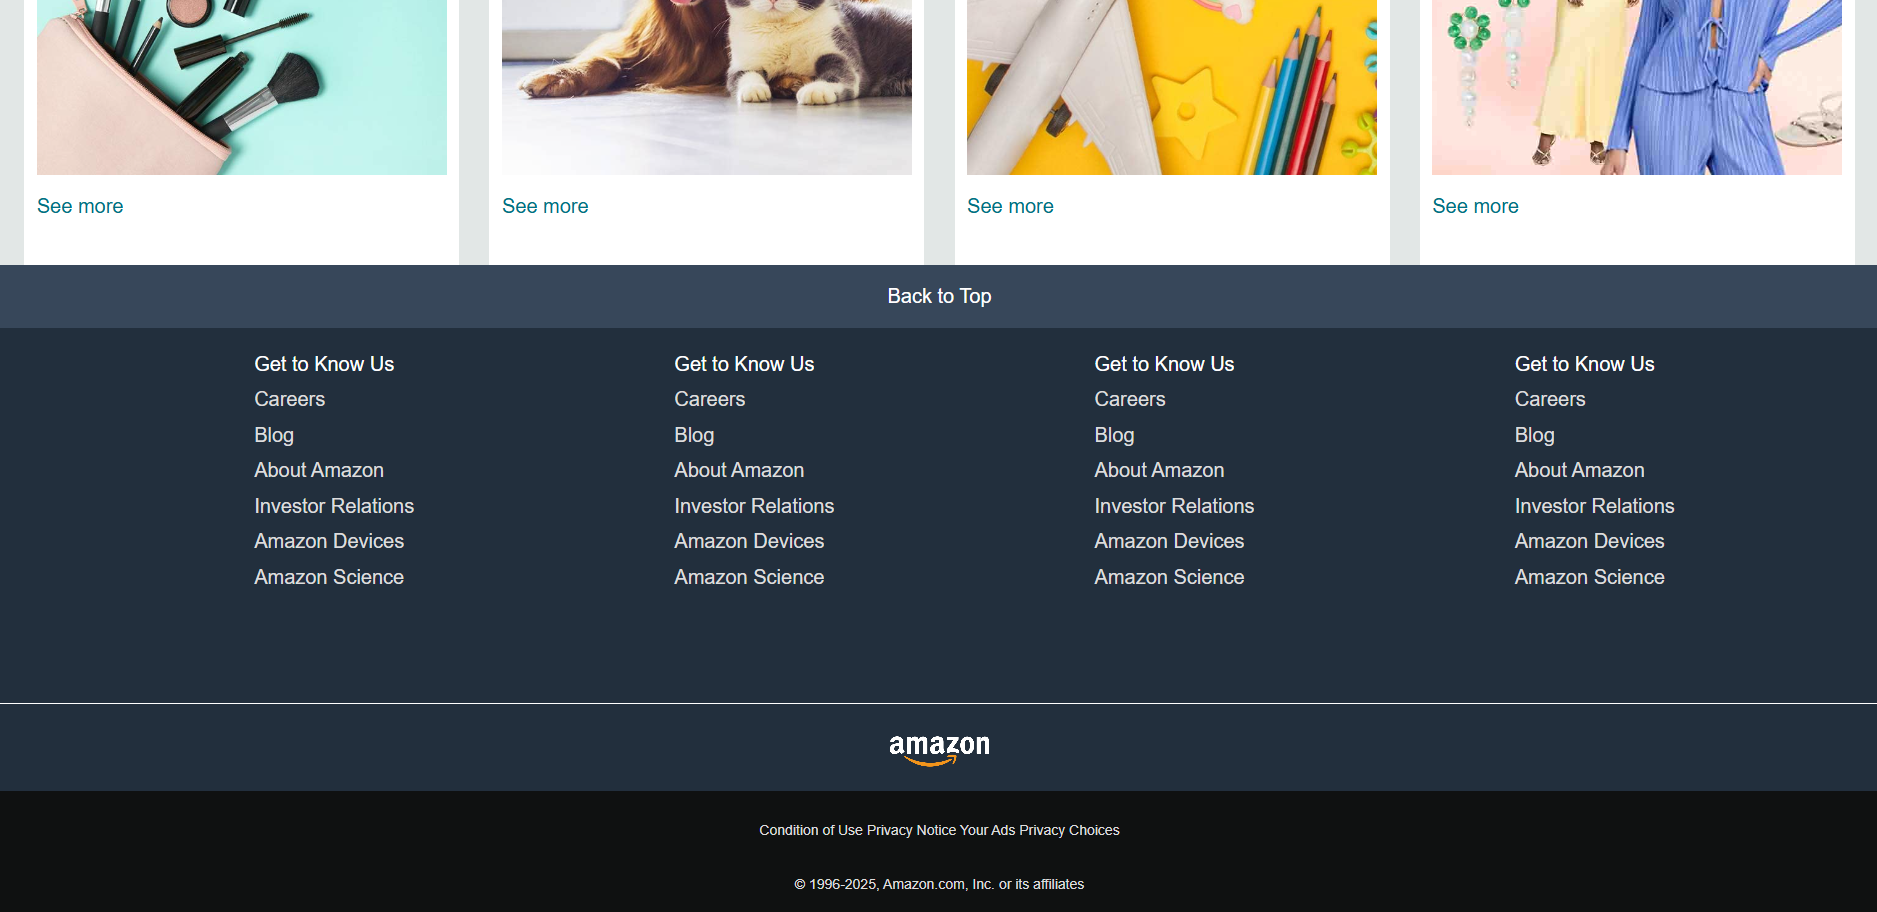 See more
See more
See more
See more
Back to Top
Get to Know Us
Careers
Blog
About Amazon
Investor Relations
Amazon Devices
Amazon Science
Get to Know Us
Careers
Blog
About Amazon
Investor Relations
Amazon Devices
Amazon Science
Get to Know Us
Careers
Blog
About Amazon
Investor Relations
Amazon Devices
Amazon Science
Get to Know Us
Careers
Blog
About Amazon
Investor Relations
Amazon Devices
Amazon Science
amazon
Condition of Use Privacy Notice Your Ads Privacy Choices
© 1996-2025, Amazon.com, Inc. or its affiliates